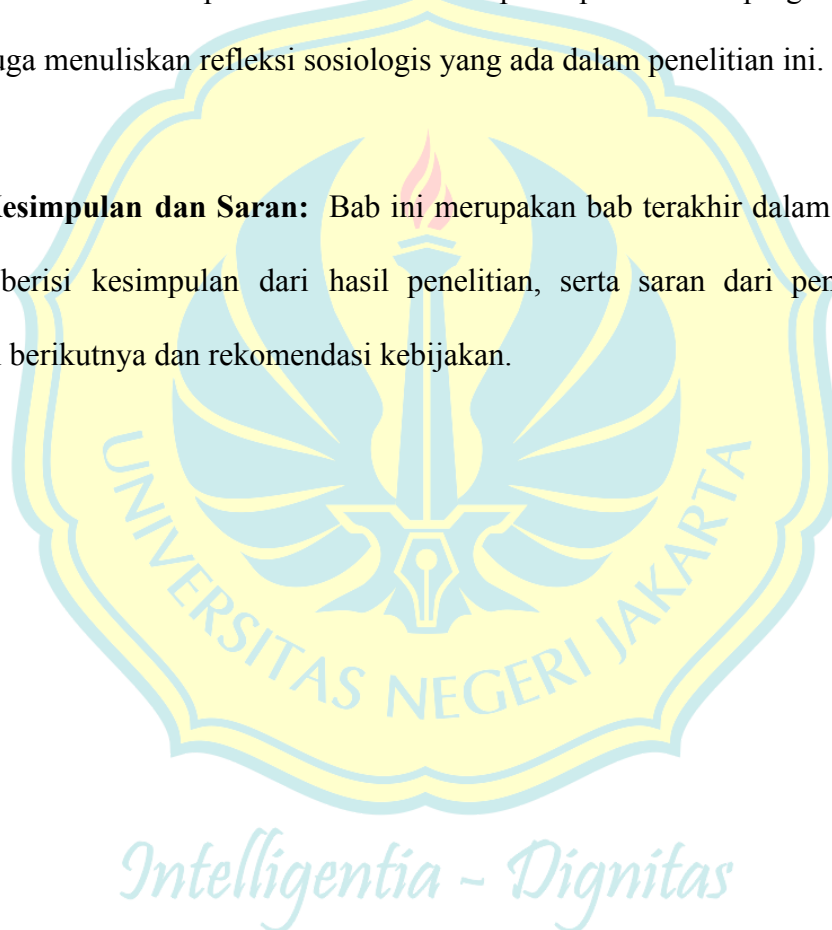 uga menuliskan refleksi sosiologis yang ada dalam penelitian ini.
esimpulan dan Saran: Bab ini merupakan bab terakhir dalam
berisi kesimpulan dari hasil penelitian, serta saran dari pen
berikutnya dan rekomendasi kebijakan.
UNIVERSITAS NEGERI JAKARTA
Intelligentia - Dignitas